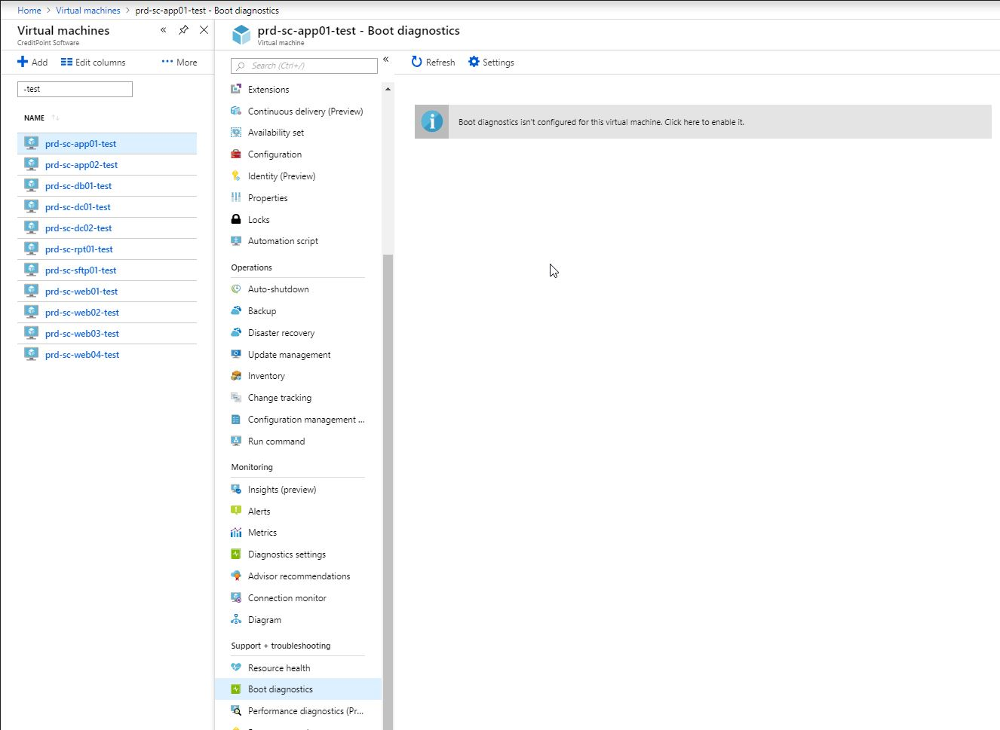 Home > Virtual machines > prd-sc-app01-test - Boot diagnostics
Virtual machines
CreditPoint Software
Add Edit columns More
-test
NAME
prd-sc-app01-test
prd-sc-app02-test
prd-sc-db01-test
prd-sc-dc01-test
prd-sc-dc02-test
prd-sc-rpt01-test
prd-sc-sftp01-test
prd-sc-web01-test
prd-sc-web02-test
prd-sc-web03-test
prd-sc-web04-test
prd-sc-app01-test - Boot diagnostics
Virtual machine
Search (Ctrl+/)
Extensions
Continuous delivery (Preview)
Availability set
Configuration
Identity (Preview)
Properties
Locks
Automation script
Operations
Auto-shutdown
Backup
Disaster recovery
Update management
Inventory
Change tracking
Configuration management ...
Run command
Monitoring
Insights (preview)
Alerts
Metrics
Diagnostics settings
Advisor recommendations
Connection monitor
Diagram
Support + troubleshooting
Resource health
Boot diagnostics
Performance diagnostics (Pr...
Refresh Settings
Boot diagnostics isn't configured for this virtual machine. Click here to enable it.